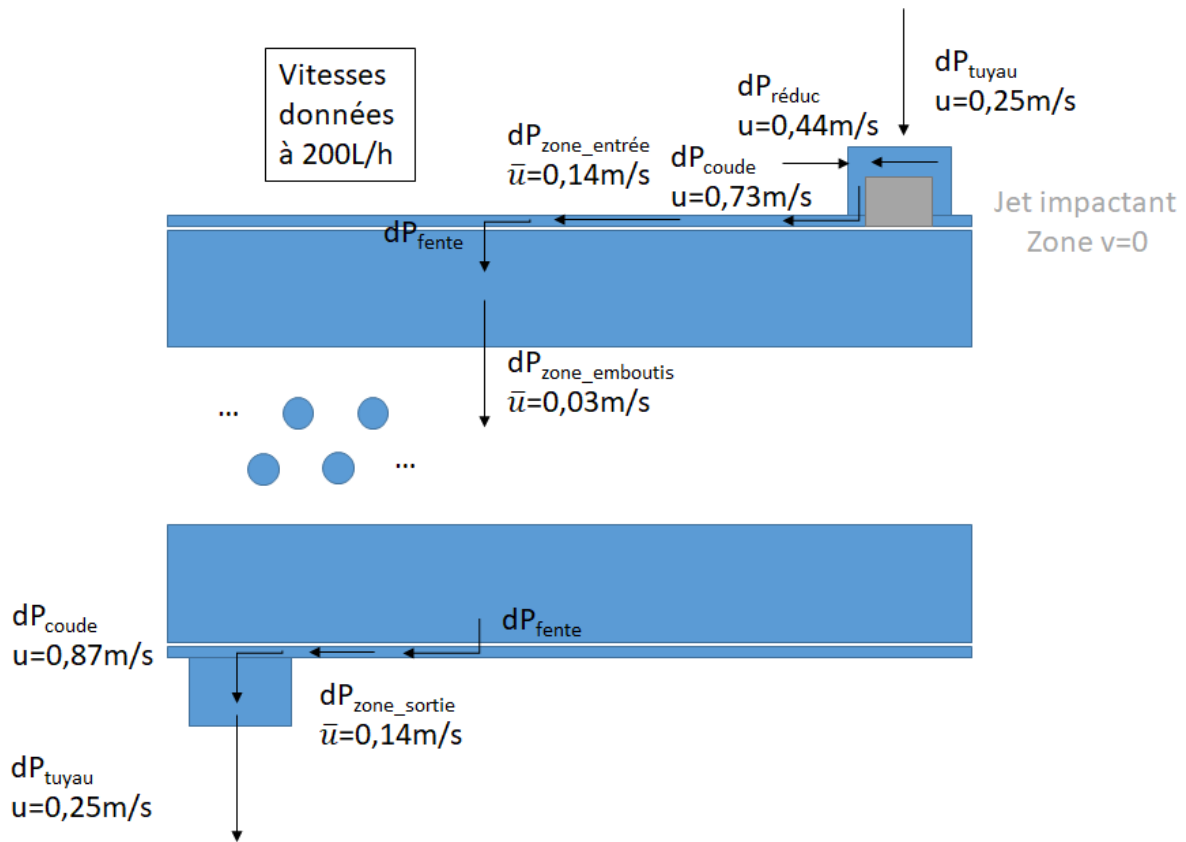 Vitesses
données
à 200L/h
dP_tuyau
u=0,25m/s
dP_réduc
u=0,44m/s
dP_zone_entrée
u̅=0,14m/s
dP_coude
u=0,73m/s
Jet impactant
Zone v=0
dP_fente
dP_zone_emboutis
u̅=0,03m/s
...
...
dP_coude
u=0,87m/s
dP_fente
dP_zone_sortie
u̅=0,14m/s
dP_tuyau
u=0,25m/s